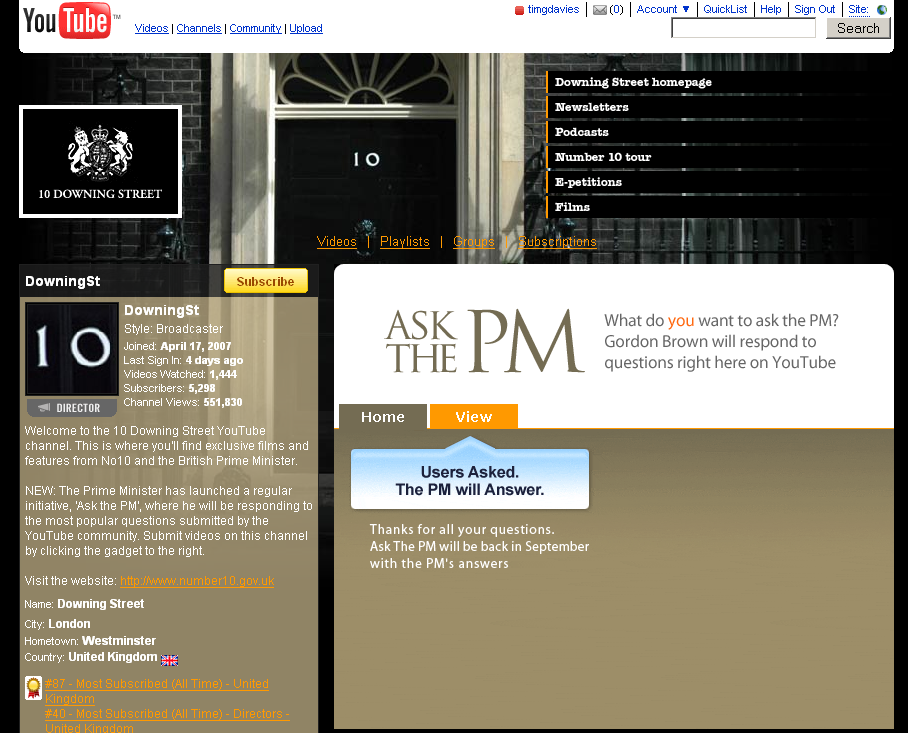 YouTube™
timgdavies (0) Account ▼ QuickList Help Sign Out Site:
Videos | Channels | Community | Upload
Search
10 DOWNING STREET
10
Downing Street homepage
Newsletters
Podcasts
Number 10 tour
E-petitions
Films
Videos | Playlists | Groups | Subscriptions
DowningSt
Subscribe
10
DIRECTOR
DowningSt
Style: Broadcaster
Joined: April 17, 2007
Last Sign In: 4 days ago
Videos Watched: 1,444
Subscribers: 5,298
Channel Views: 551,830
Welcome to the 10 Downing Street YouTube
channel. This is where you'll find exclusive films and
features from No10 and the British Prime Minister.
NEW: The Prime Minister has launched a regular
initiative, 'Ask the PM', where he will be responding to
the most popular questions submitted by the
YouTube community. Submit videos on this channel
by clicking the gadget to the right.
Visit the website: http://www.number10.gov.uk
Name: Downing Street
City: London
Hometown: Westminster
Country: United Kingdom
#87 - Most Subscribed (All Time) - United
Kingdom
#40 - Most Subscribed (All Time) - Directors -
United Kingdom
ASK
THE PM
What do you want to ask the PM?
Gordon Brown will respond to
questions right here on YouTube
Home
View
Users Asked.
The PM will Answer.
Thanks for all your questions.
Ask The PM will be back in September
with the PM's answers